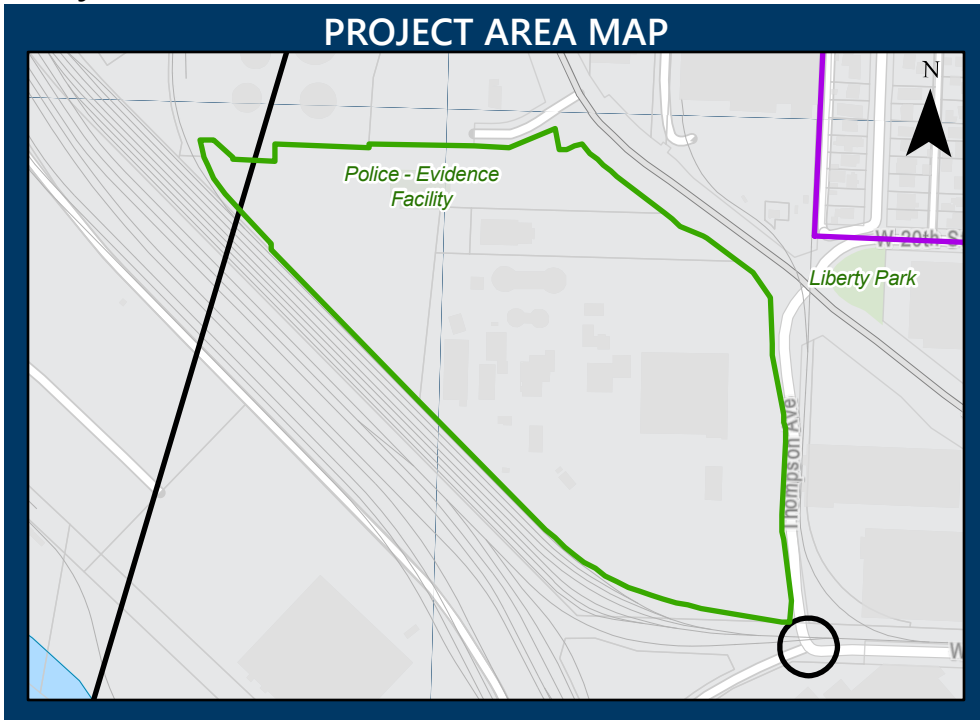 PROJECT AREA MAP
N
Police - Evidence
Facility
W 20th S
Liberty Park
Thompson Ave
W